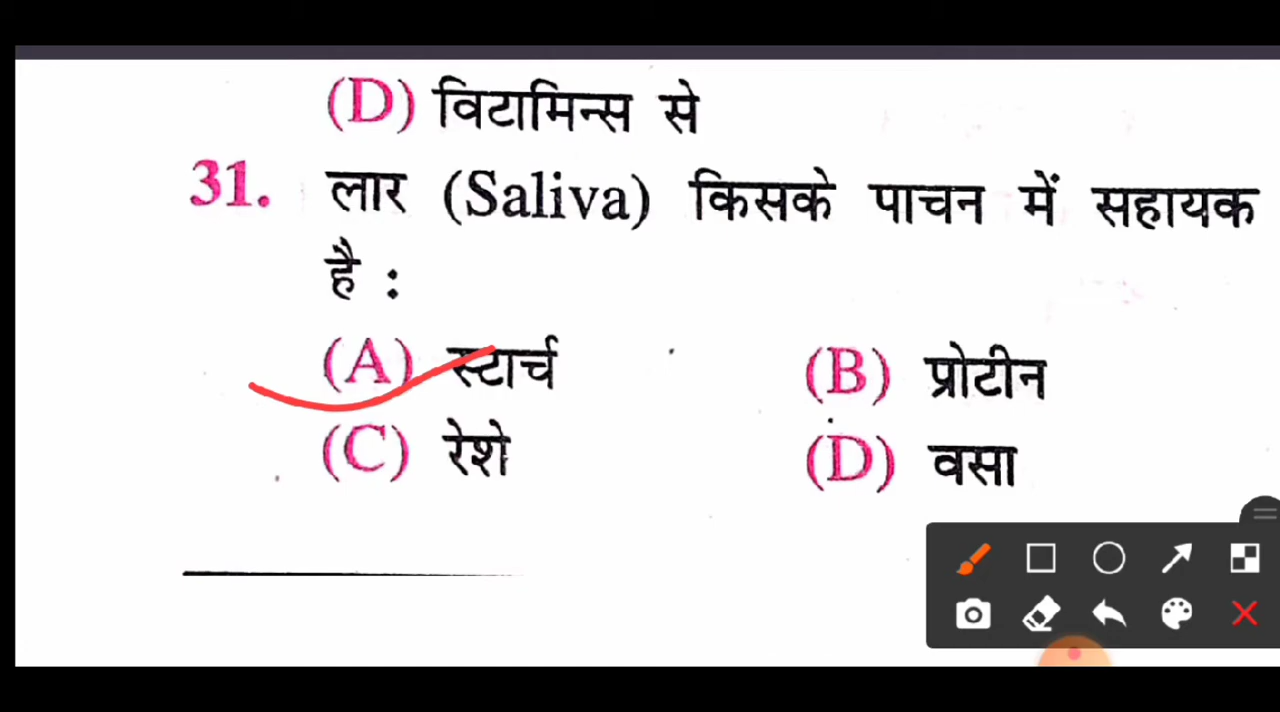 (D) विटामिन्स से
31. लार (Saliva) किसके पाचन में सहायक
है :
(A) स्टार्च (B) प्रोटीन
(C) रेशे (D) वसा